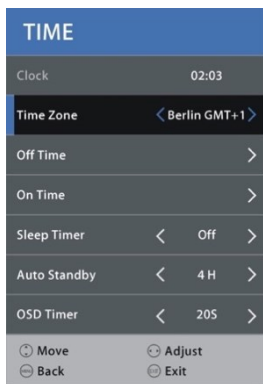 TIME
Clock 02:03
Time Zone Berlin GMT+1
Off Time
On Time
Sleep Timer Off
Auto Standby 4 H
OSD Timer 20S
Move Adjust
Back Exit